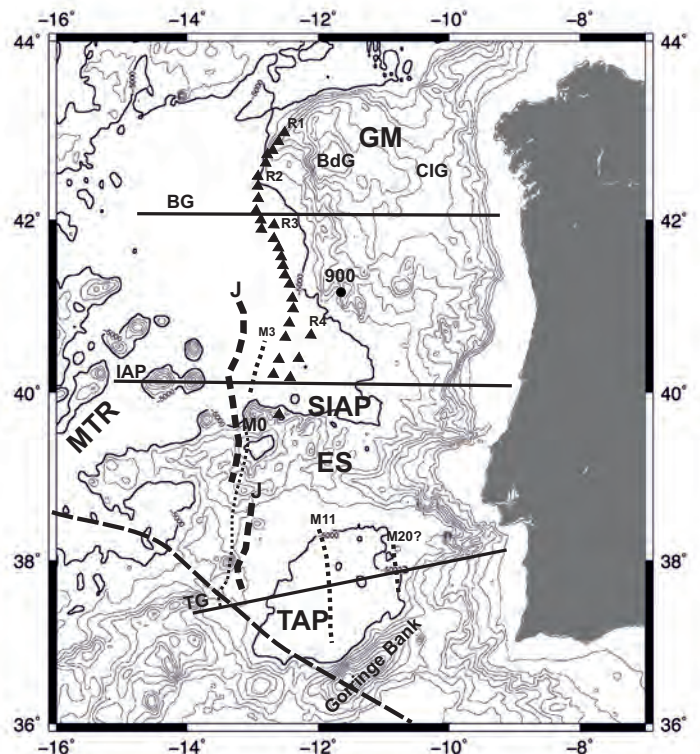 −16° −14° −12° −10° −8°
44°
R1
GM
BdG
CIG
R2
BG
R3
42°
900
J
M3
R4
IAP
40°
SIAP
MTR
M0
ES
J
M11
M20?
38°
TG
TAP
Gorringe Bank
36°
−16° −14° −12° −10° −8°
44°
42°
40°
38°
36°